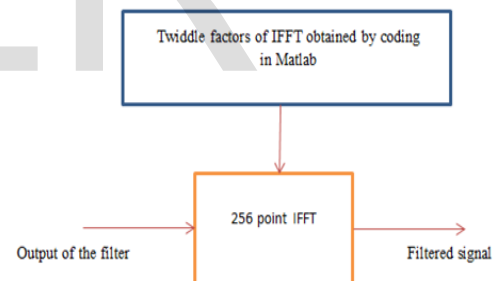 Twiddle factors of IFFT obtained by coding
in Matlab
256 point IFFT
Output of the filter
Filtered signal